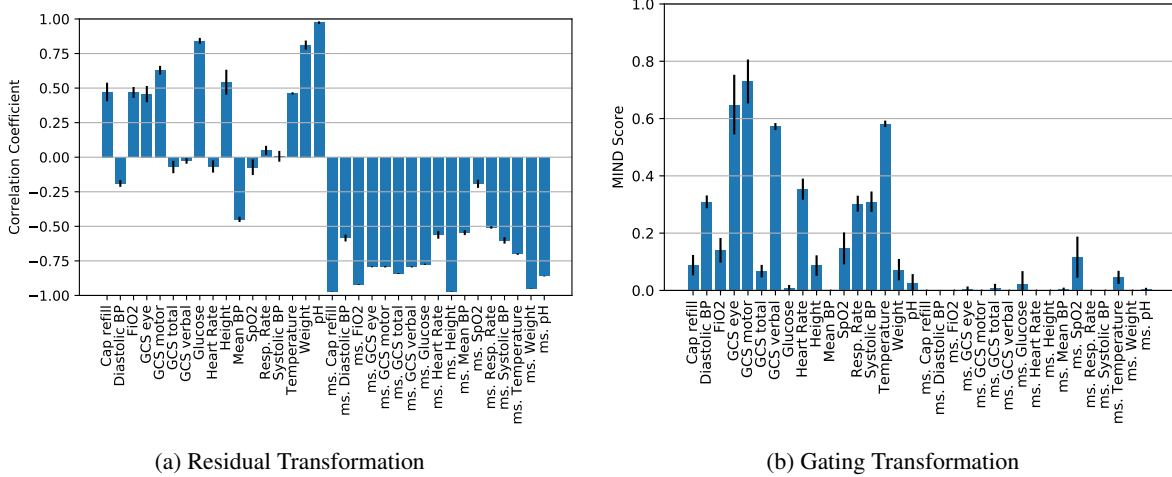 1.00
0.75
0.50
0.25
0.00
−0.25
−0.50
−0.75
−1.00
Correlation Coefficient
Cap refill
Diastolic BP
FiO2
GCS eye
GCS motor
GCS total
GCS verbal
Glucose
Heart Rate
Height
Mean BP
SpO2
Resp. Rate
Systolic BP
Temperature
Weight
pH
ms. Cap refill
ms. Diastolic BP
ms. FiO2
ms. GCS eye
ms. GCS motor
ms. GCS total
ms. GCS verbal
ms. Glucose
ms. Heart Rate
ms. Height
ms. Mean BP
ms. SpO2
ms. Resp. Rate
ms. Systolic BP
ms. Temperature
ms. Weight
ms. pH
(a) Residual Transformation
1.0
0.8
0.6
0.4
0.2
0.0
MIND Score
Cap refill
Diastolic BP
FiO2
GCS eye
GCS motor
GCS total
GCS verbal
Glucose
Heart Rate
Height
Mean BP
SpO2
Resp. Rate
Systolic BP
Temperature
Weight
pH
ms. Cap refill
ms. Diastolic BP
ms. FiO2
ms. GCS eye
ms. GCS motor
ms. GCS total
ms. GCS verbal
ms. Glucose
ms. Heart Rate
ms. Height
ms. Mean BP
ms. SpO2
ms. Resp. Rate
ms. Systolic BP
ms. Temperature
ms. Weight
ms. pH
(b) Gating Transformation